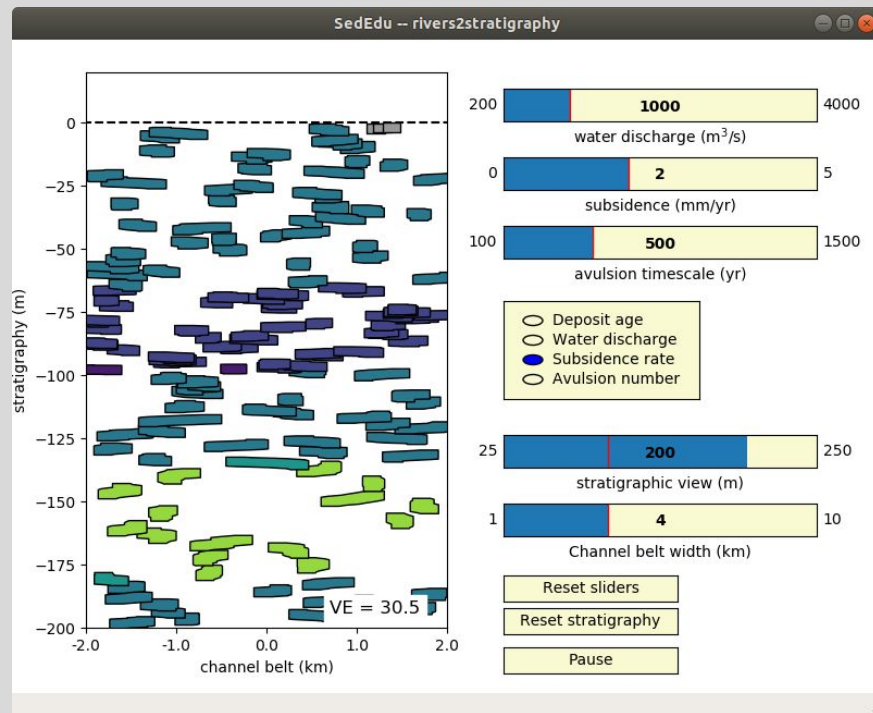 SedEdu -- rivers2stratigraphy
0
−25
−50
−75
−100
−125
−150
−175
−200
stratigraphy (m)
-2.0 -1.0 0.0 1.0 2.0
channel belt (km)
VE = 30.5
200 1000 4000
water discharge (m³/s)
0 2 5
subsidence (mm/yr)
100 500 1500
avulsion timescale (yr)
Deposit age
Water discharge
Subsidence rate
Avulsion number
25 200 250
stratigraphic view (m)
1 4 10
Channel belt width (km)
Reset sliders
Reset stratigraphy
Pause